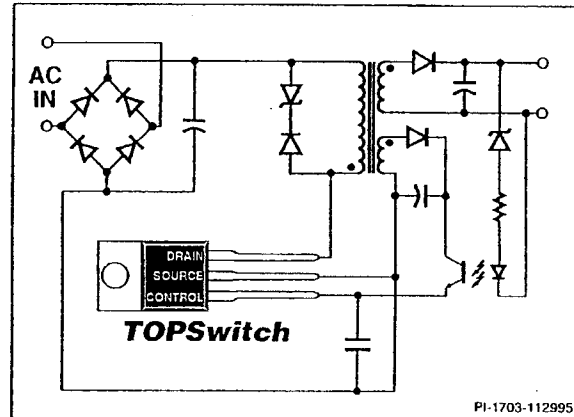 AC
IN
DRAIN
SOURCE
CONTROL
TOPSwitch
PI-1703-112995